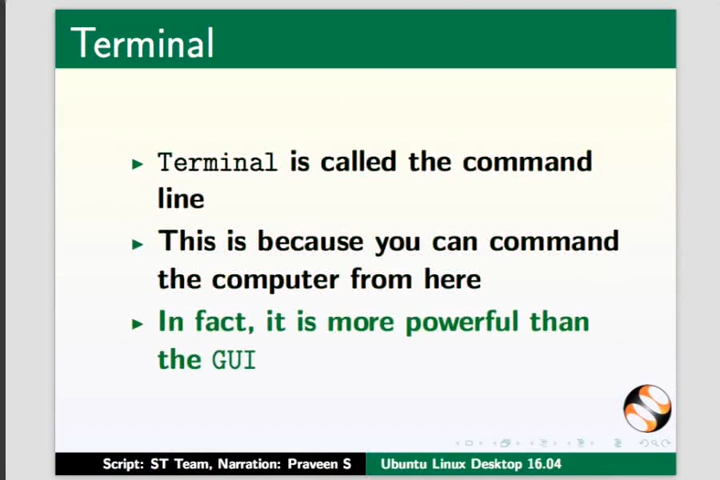 Terminal
Terminal is called the command
line
This is because you can command
the computer from here
In fact, it is more powerful than
the GUI
Script: ST Team, Narration: Praveen S Ubuntu Linux Desktop 16.04